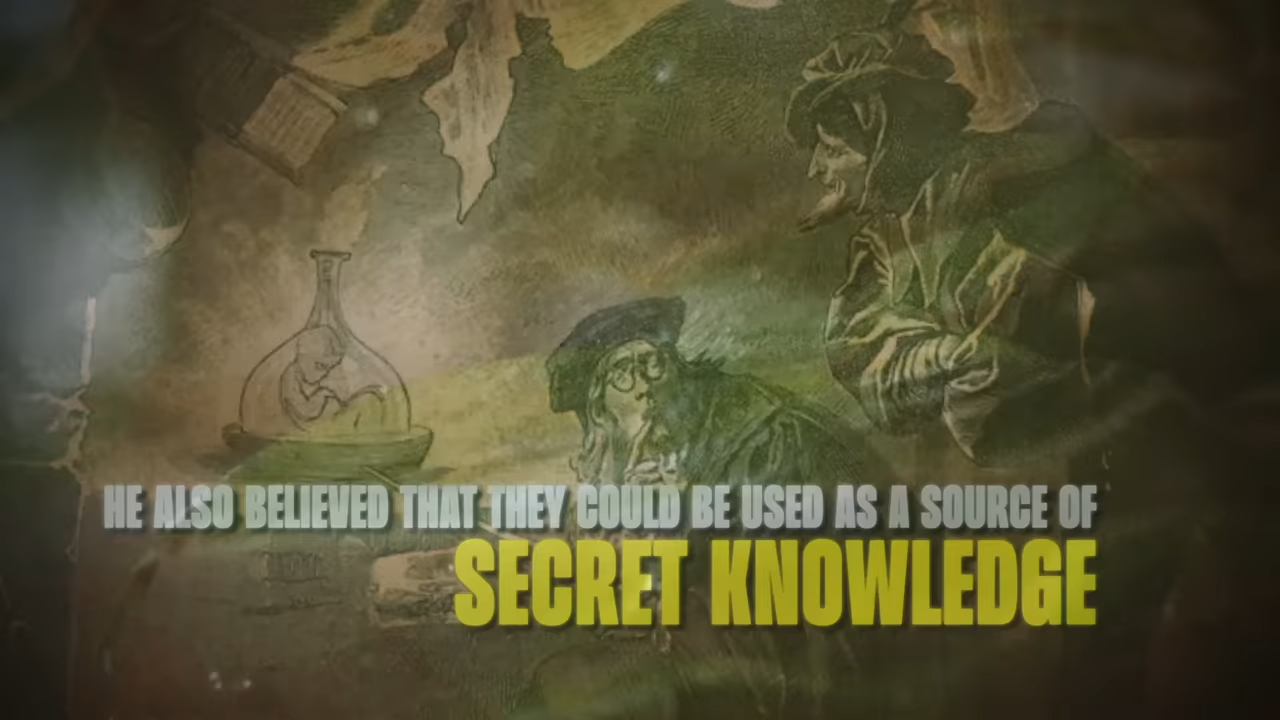 HE ALSO BELIEVED THAT THEY COULD BE USED AS A SOURCE OF
SECRET KNOWLEDGE